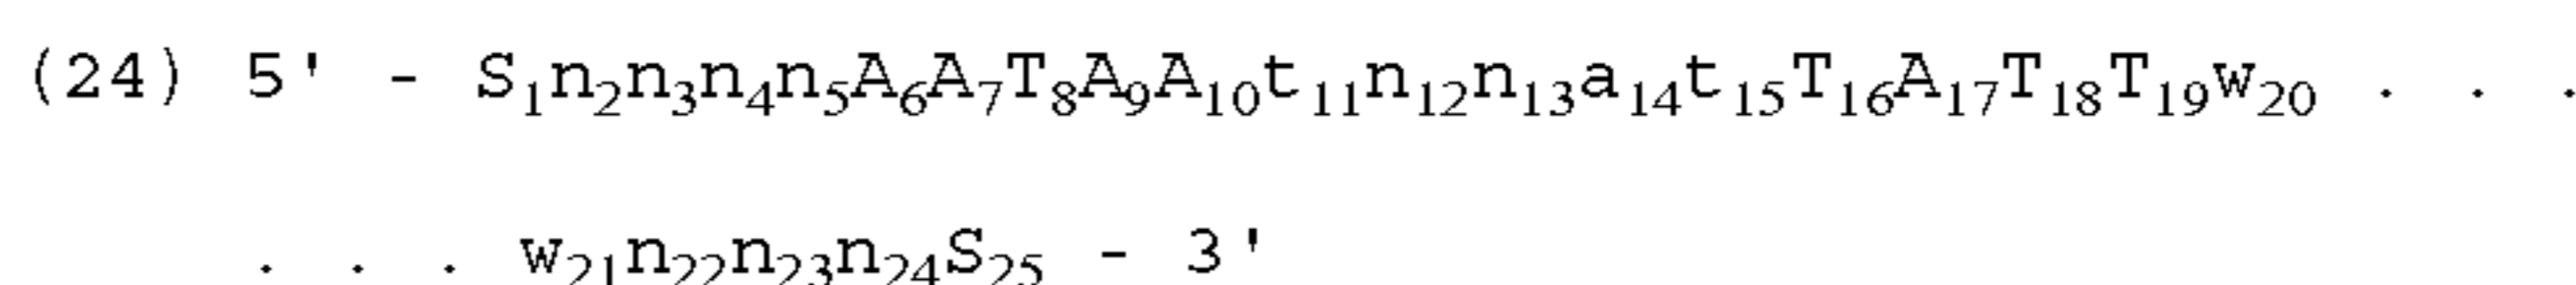 (24) 5' - S₁n₂n₃n₄n₅A₆A₇T₈A₉A₁₀t₁₁n₁₂n₁₃a₁₄t₁₅T₁₆A₁₇T₁₈T₁₉w₂₀ . . .
. . . w₂₁n₂₂n₂₃n₂₄S₂₅ - 3'